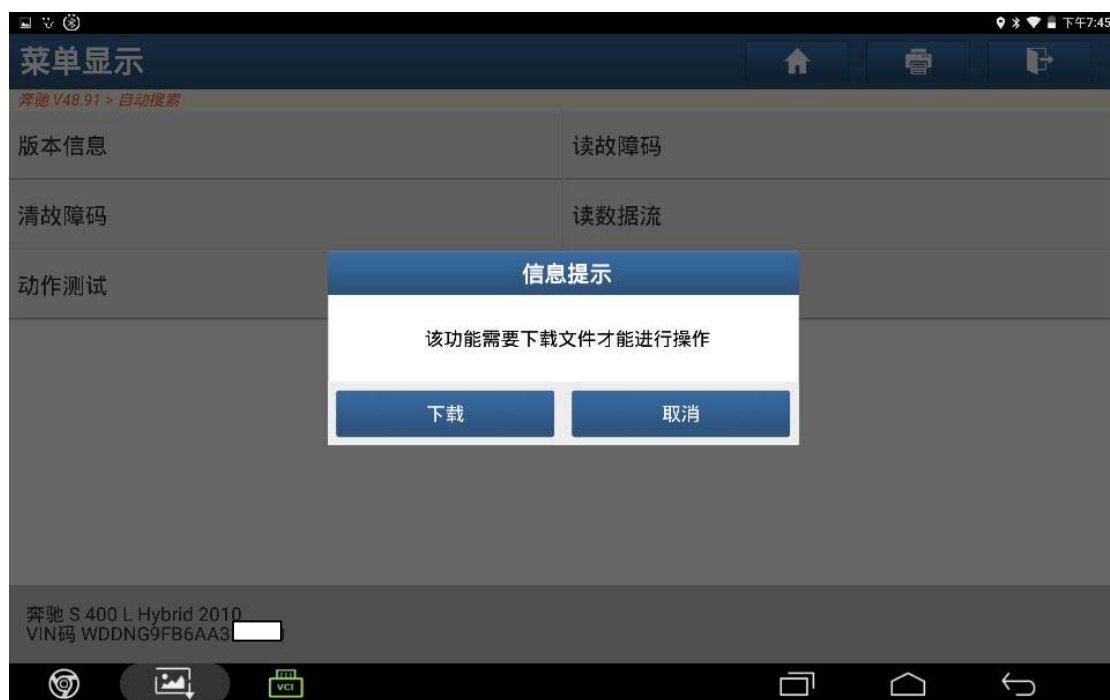 下午7:45
菜单显示
奔驰 V48.91 > 自动搜索
版本信息
读故障码
清故障码
读数据流
动作测试
信息提示
该功能需要下载文件才能进行操作
下载
取消
奔驰 S 400 L Hybrid 2010
VIN码 WDDNG9FB6AA3
VCI